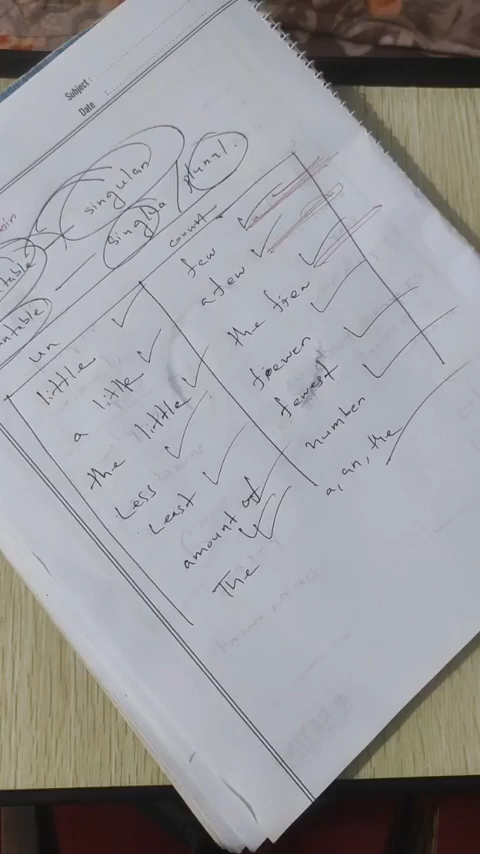 Subject :
Date :
singular
singula / plural.
un
count
little
a little
the little
Less
Least
amount of
The
few
a few
the few
fewer
fewest
number
a, an, the